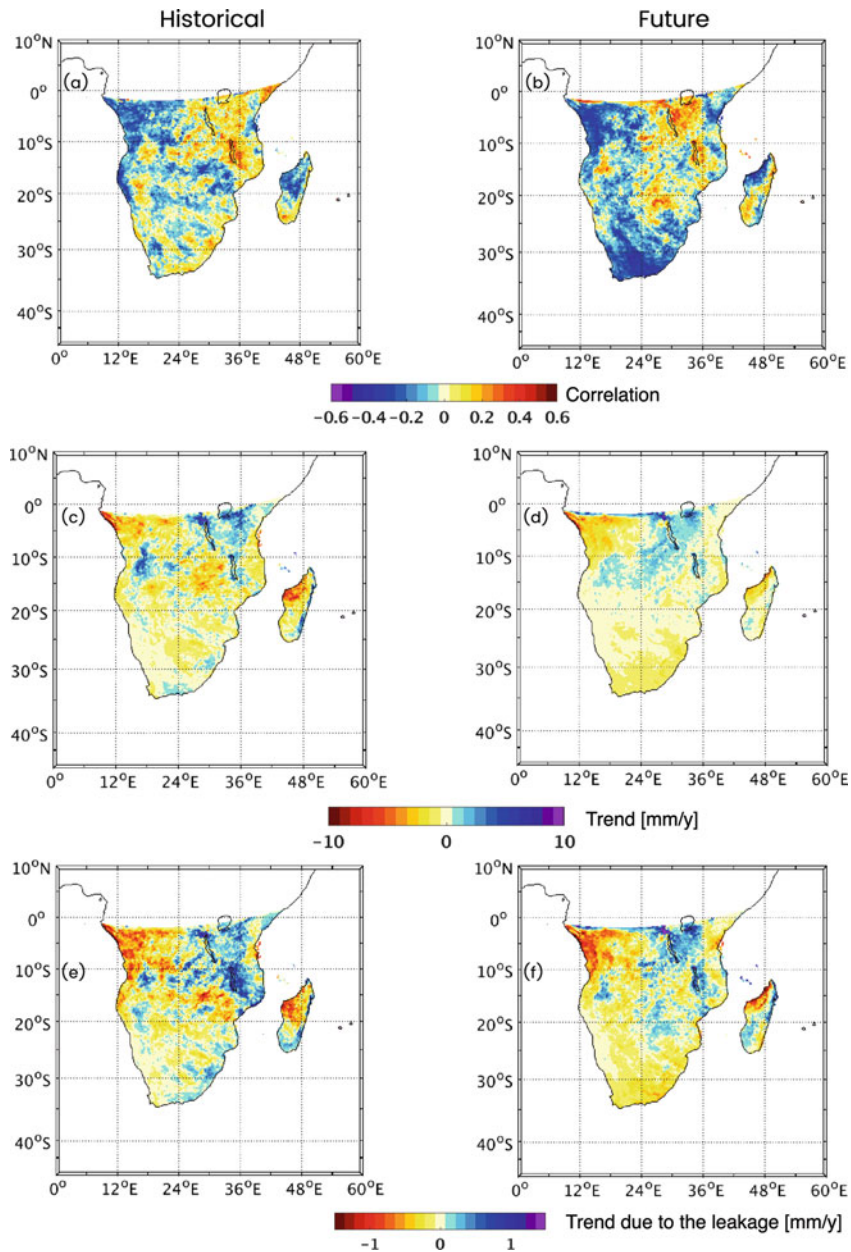 Historical Future
10°N 10°N
(a) (b)
0° 0°
10°S 10°S
20°S 20°S
30°S 30°S
40°S 40°S
0° 12°E 24°E 36°E 48°E 60°E 0° 12°E 24°E 36°E 48°E 60°E
Correlation
-0.6 -0.4 -0.2 0 0.2 0.4 0.6
10°N 10°N
0° 0°
(c) (d)
10°S 10°S
20°S 20°S
30°S 30°S
40°S 40°S
0° 12°E 24°E 36°E 48°E 60°E 0° 12°E 24°E 36°E 48°E 60°E
Trend [mm/y]
-10 0 10
10°N 10°N
0° 0°
(e) (f)
10°S 10°S
20°S 20°S
30°S 30°S
40°S 40°S
0° 12°E 24°E 36°E 48°E 60°E 0° 12°E 24°E 36°E 48°E 60°E
Trend due to the leakage [mm/y]
-1 0 1